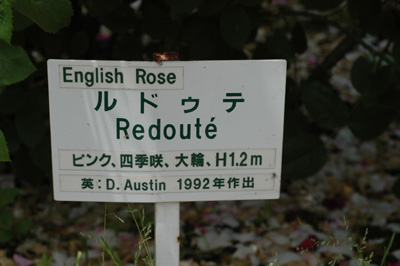 English Rose
ルドゥテ
Redouté
ピンク、四季咲、大輪、H1.2m
英：D. Austin 1992年作出